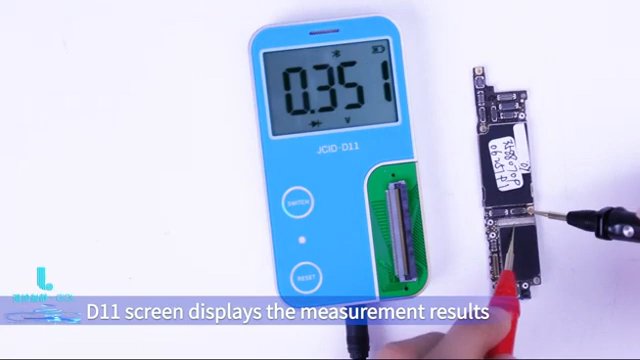 0.351
V
JCID-D11
SWITCH
RESET
D11 screen displays the measurement results